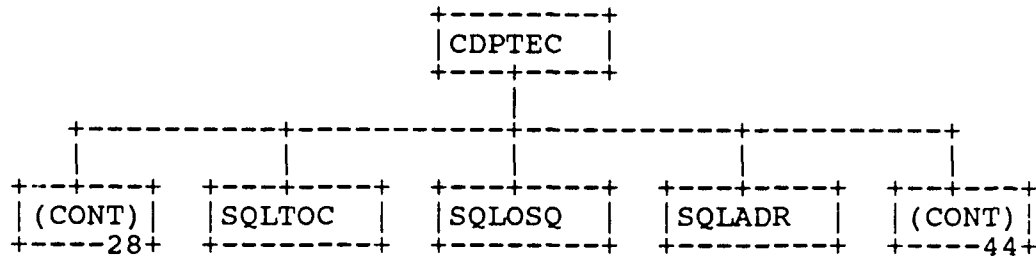 CDPTEC
(CONT) SQLTOC SQLOSQ SQLADR (CONT)
28 44